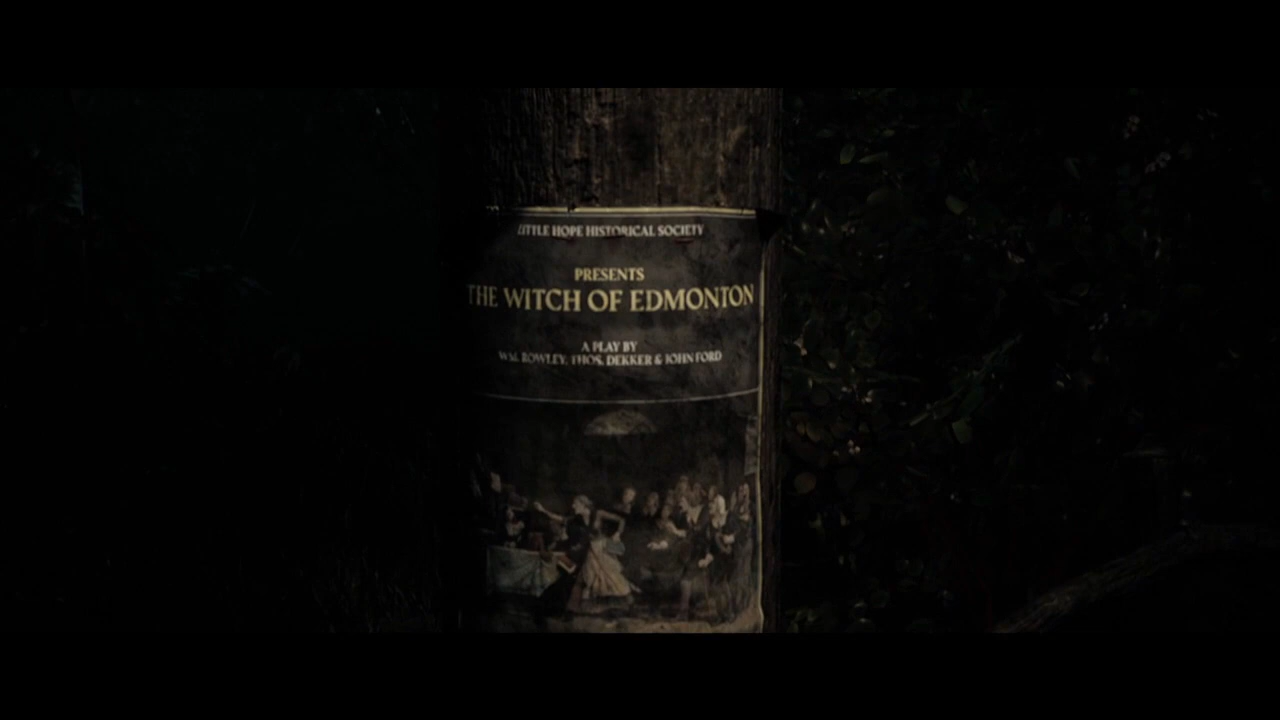 LITTLE HOPE HISTORICAL SOCIETY
PRESENTS
THE WITCH OF EDMONTON
A PLAY BY
WM. ROWLEY, THOS. DEKKER & JOHN FORD